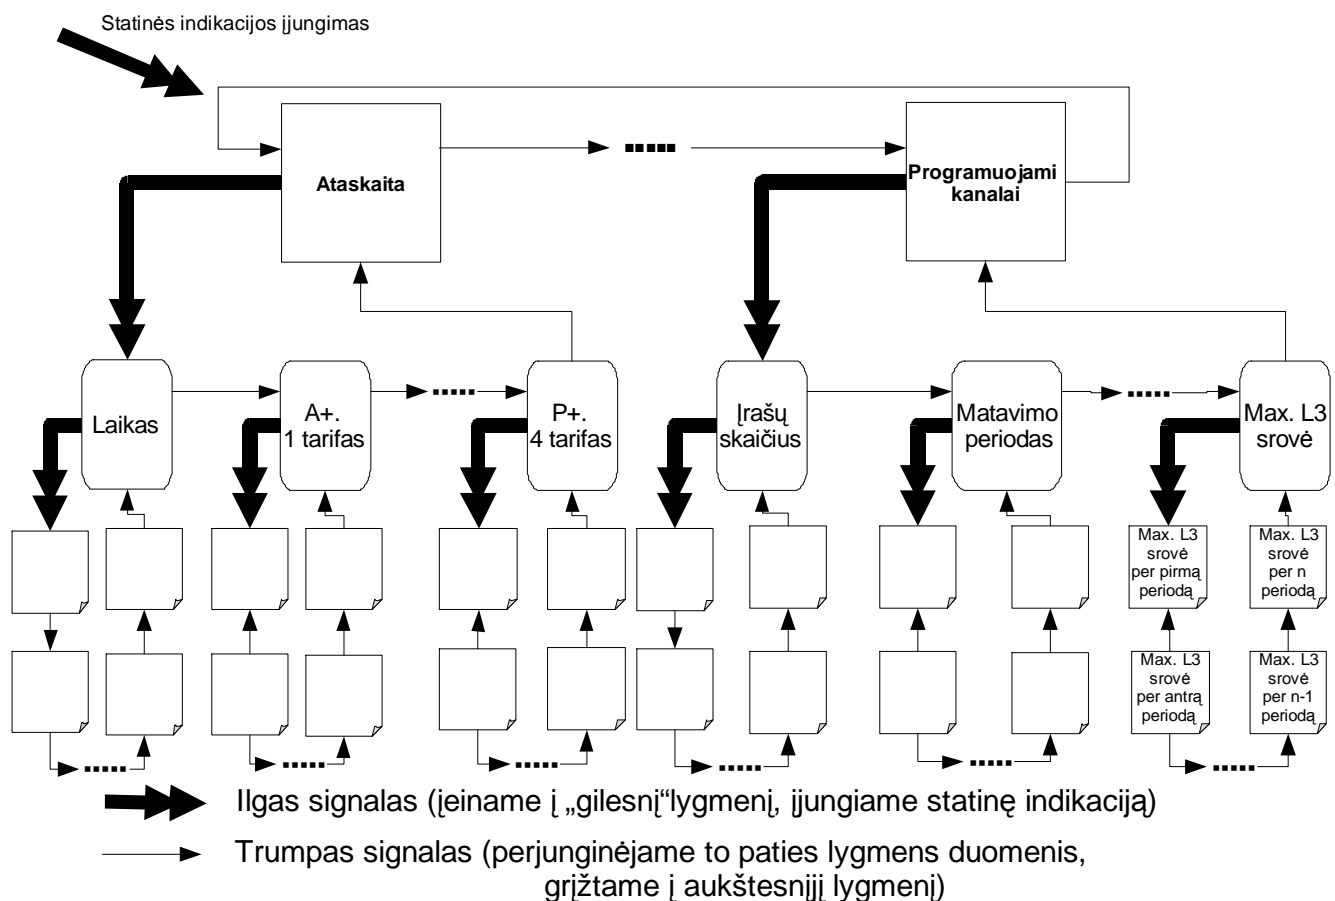 Statinės indikacijos įjungimas
Ataskaita
Programuojami
kanalai
Laikas
A+.
1 tarifas
P+.
4 tarifas
Įrašų
skaičius
Matavimo
periodas
Max. L3
srovė
Max. L3
srovė
per pirmą
periodą
Max. L3
srovė
per n
periodą
Max. L3
srovė
per antrą
periodą
Max. L3
srovė
per n-1
periodą
Ilgas signalas (įeiname į „gilesnį“lygmenį, įjungiame statinę indikaciją)
Trumpas signalas (perjunginėjame to paties lygmens duomenis,
grįžtame į aukštesnįjį lygmenį)